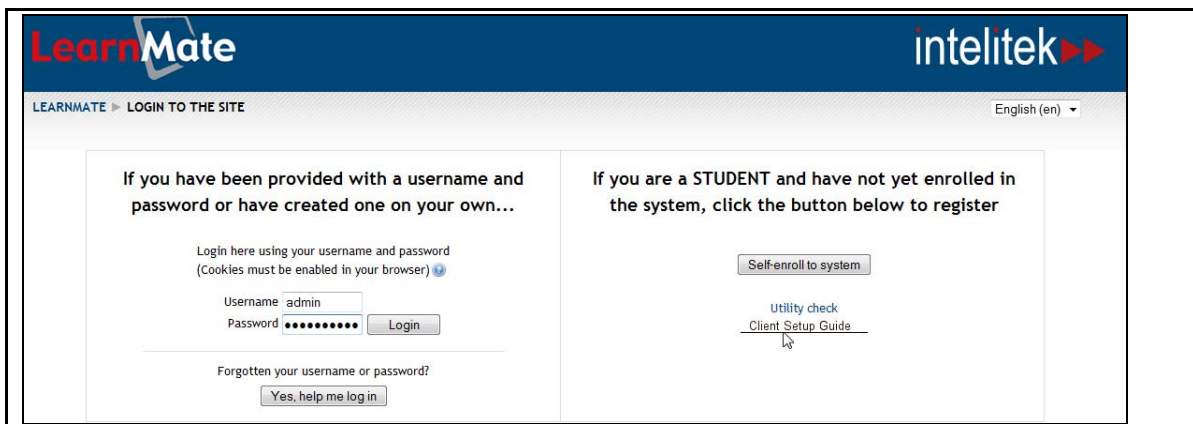 LearnMate
intelitek
LEARNMATE ▶ LOGIN TO THE SITE
English (en)
If you have been provided with a username and
password or have created one on your own...
Login here using your username and password
(Cookies must be enabled in your browser)
Username admin
Password ●●●●●●●●●● Login
Forgotten your username or password?
Yes, help me log in
If you are a STUDENT and have not yet enrolled in
the system, click the button below to register
Self-enroll to system
Utility check
Client Setup Guide